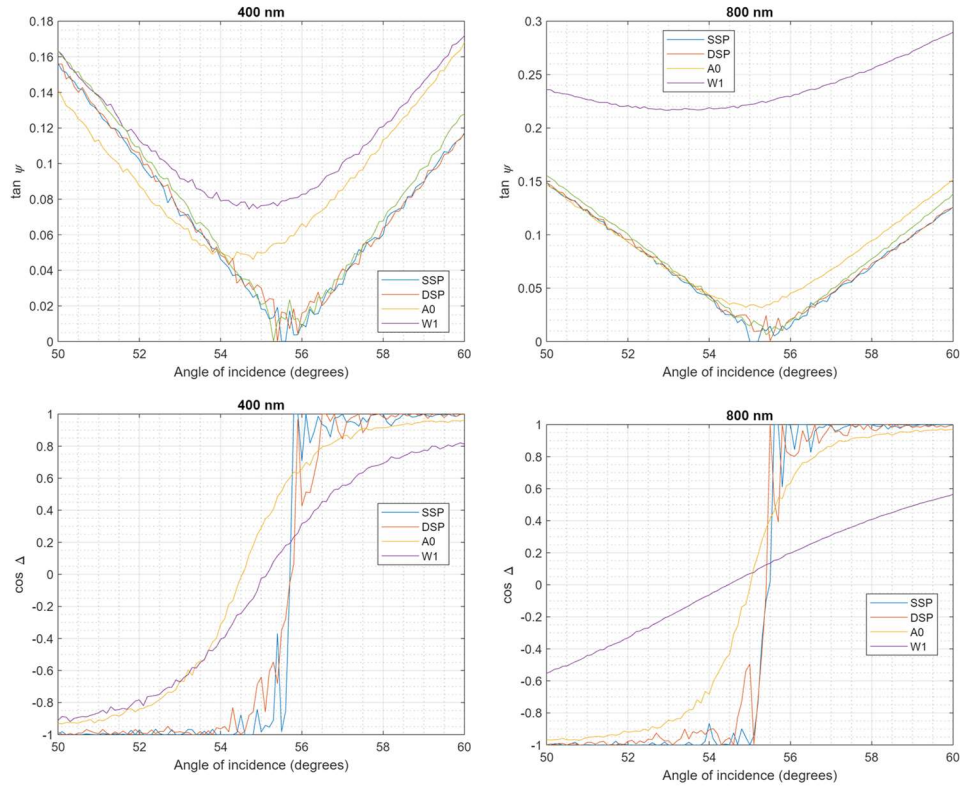 400 nm
0.18
0.16
0.14
0.12
0.1
0.08
0.06
0.04
0.02
0
tan ψ
SSP
DSP
A0
W1
50 52 54 56 58 60
Angle of incidence (degrees)
800 nm
0.3
0.25
0.2
0.15
0.1
0.05
0
tan ψ
SSP
DSP
A0
W1
50 52 54 56 58 60
Angle of incidence (degrees)
400 nm
1
0.8
0.6
0.4
0.2
0
-0.2
-0.4
-0.6
-0.8
-1
cos Δ
SSP
DSP
A0
W1
50 52 54 56 58 60
Angle of incidence (degrees)
800 nm
1
0.8
0.6
0.4
0.2
0
-0.2
-0.4
-0.6
-0.8
-1
cos Δ
SSP
DSP
A0
W1
50 52 54 56 58 60
Angle of incidence (degrees)